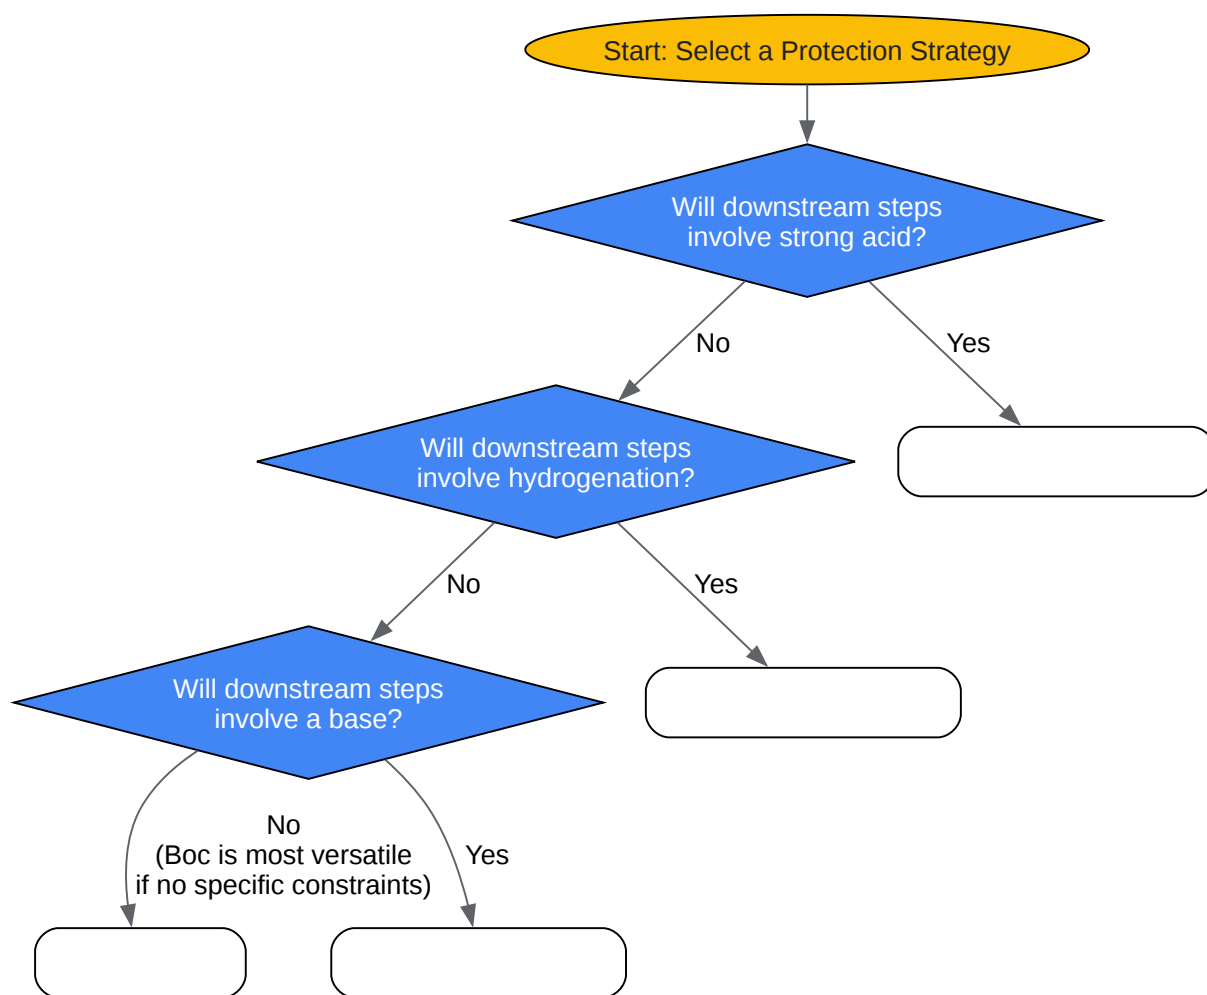 Start: Select a Protection Strategy
Will downstream steps
involve strong acid?
No
Yes
Will downstream steps
involve hydrogenation?
No
Yes
Will downstream steps
involve a base?
No
(Boc is most versatile
if no specific constraints)
Yes